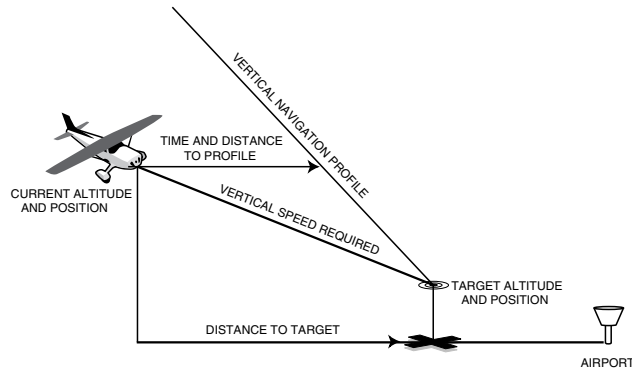 VERTICAL NAVIGATION PROFILE
TIME AND DISTANCE
TO PROFILE
CURRENT ALTITUDE
AND POSITION
VERTICAL SPEED REQUIRED
TARGET ALTITUDE
AND POSITION
DISTANCE TO TARGET
AIRPORT